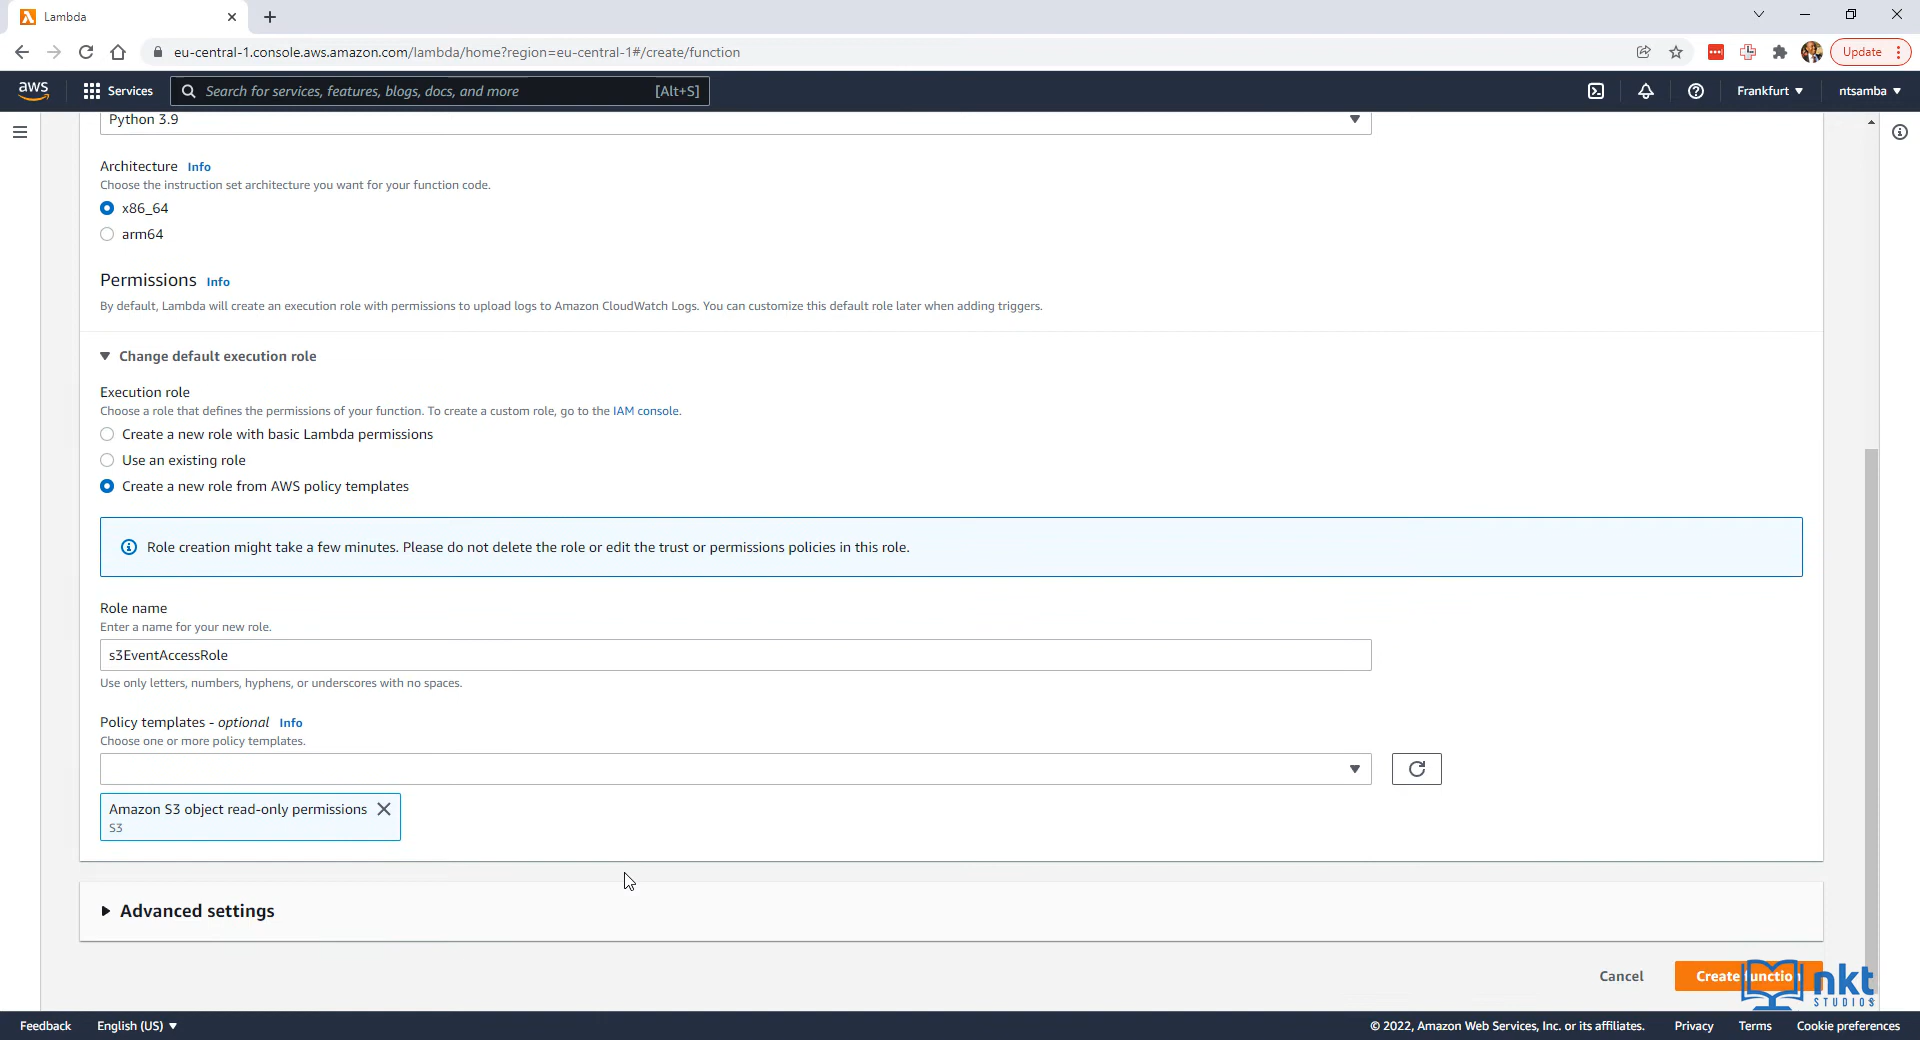 Lambda
eu-central-1.console.aws.amazon.com/lambda/home?region=eu-central-1#/create/function
Update
aws
Services
Search for services, features, blogs, docs, and more
[Alt+S]
Frankfurt
ntsamba
Python 3.9
Architecture Info
Choose the instruction set architecture you want for your function code.
x86_64
arm64
Permissions Info
By default, Lambda will create an execution role with permissions to upload logs to Amazon CloudWatch Logs. You can customize this default role later when adding triggers.
Change default execution role
Execution role
Choose a role that defines the permissions of your function. To create a custom role, go to the IAM console.
Create a new role with basic Lambda permissions
Use an existing role
Create a new role from AWS policy templates
Role creation might take a few minutes. Please do not delete the role or edit the trust or permissions policies in this role.
Role name
Enter a name for your new role.
s3EventAccessRole
Use only letters, numbers, hyphens, or underscores with no spaces.
Policy templates - optional Info
Choose one or more policy templates.
Amazon S3 object read-only permissions
S3
Advanced settings
Cancel
Create function
nkt
STUDIOS
Feedback
English (US)
© 2022, Amazon Web Services, Inc. or its affiliates.
Privacy
Terms
Cookie preferences